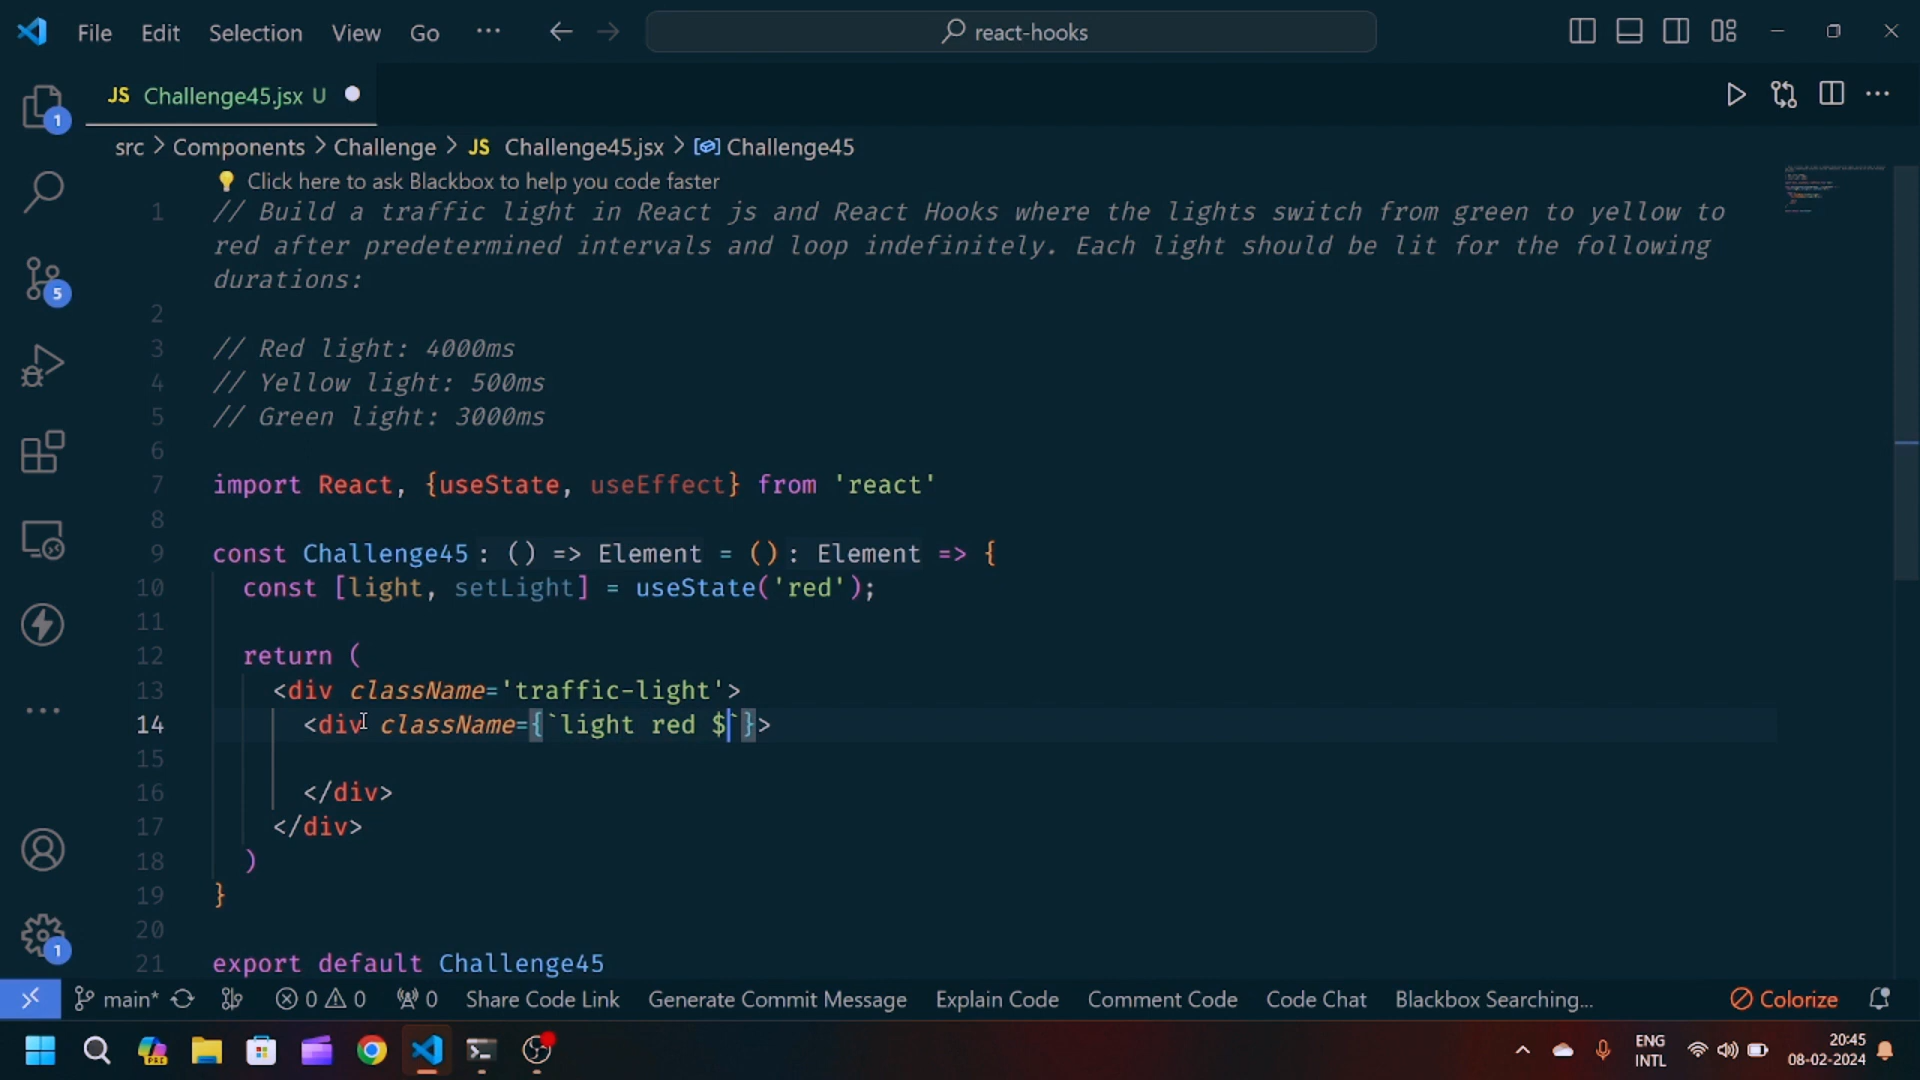 File Edit Selection View Go ··· react-hooks
JS Challenge45.jsx U
src > Components > Challenge > JS Challenge45.jsx > Challenge45
Click here to ask Blackbox to help you code faster
1 // Build a traffic light in React js and React Hooks where the lights switch from green to yellow to
red after predetermined intervals and loop indefinitely. Each light should be lit for the following
durations:
2
3 // Red light: 4000ms
4 // Yellow light: 500ms
5 // Green light: 3000ms
6
7 import React, {useState, useEffect} from 'react'
8
9 const Challenge45: () => Element = (): Element => {
10 const [light, setLight] = useState('red');
11
12 return (
13 <div className='traffic-light'>
14 <div className={`light red $`}>
15
16 </div>
17 </div>
18 )
19 }
20
21 export default Challenge45
1
5
1
main* 0 0 0 Share Code Link Generate Commit Message Explain Code Comment Code Code Chat Blackbox Searching... Colorize
PRE
ENG
INTL
20:45
08-02-2024